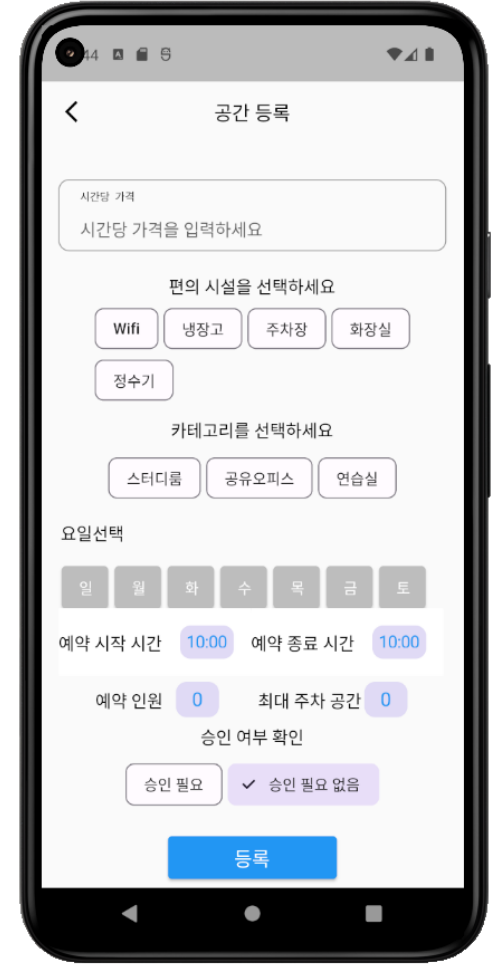 44
공간 등록
시간당 가격
시간당 가격을 입력하세요
편의 시설을 선택하세요
Wifi 냉장고 주차장 화장실
정수기
카테고리를 선택하세요
스터디룸 공유오피스 연습실
요일선택
일 월 화 수 목 금 토
예약 시작 시간 10:00 예약 종료 시간 10:00
예약 인원 0 최대 주차 공간 0
승인 여부 확인
승인 필요 승인 필요 없음
등록